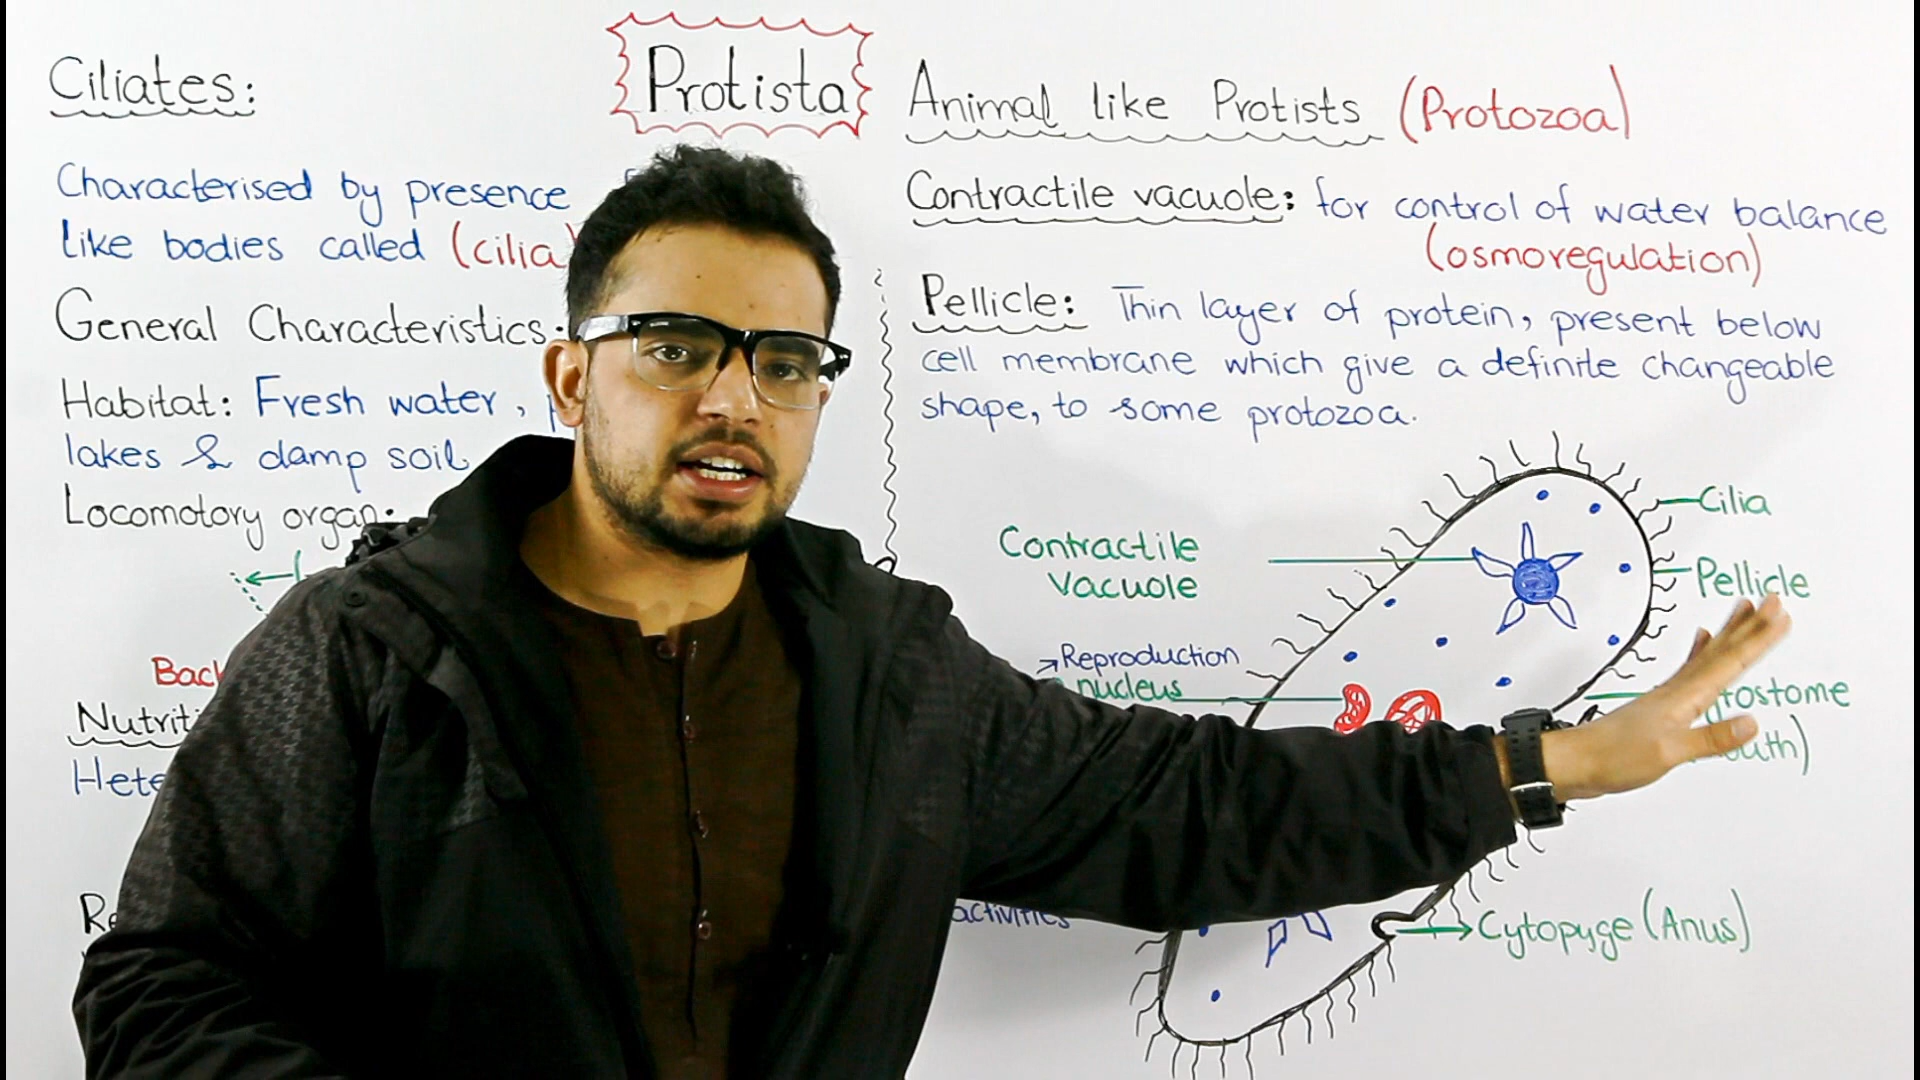 Protista
Ciliates:
Characterised by presence
like bodies called (cilia)
General Characteristics:
Habitat: Fresh water,
lakes & damp soil
Locomotory organ:
Animal like Protists (Protozoa)
Contractile vacuole: for control of water balance
(osmoregulation)
Pellicle: Thin layer of protein, present below
cell membrane which give a definite changeable
shape, to some protozoa.
Cilia
Contractile
vacuole
Pellicle
Reproduction
nucleus
activities
Cytopyge (Anus)